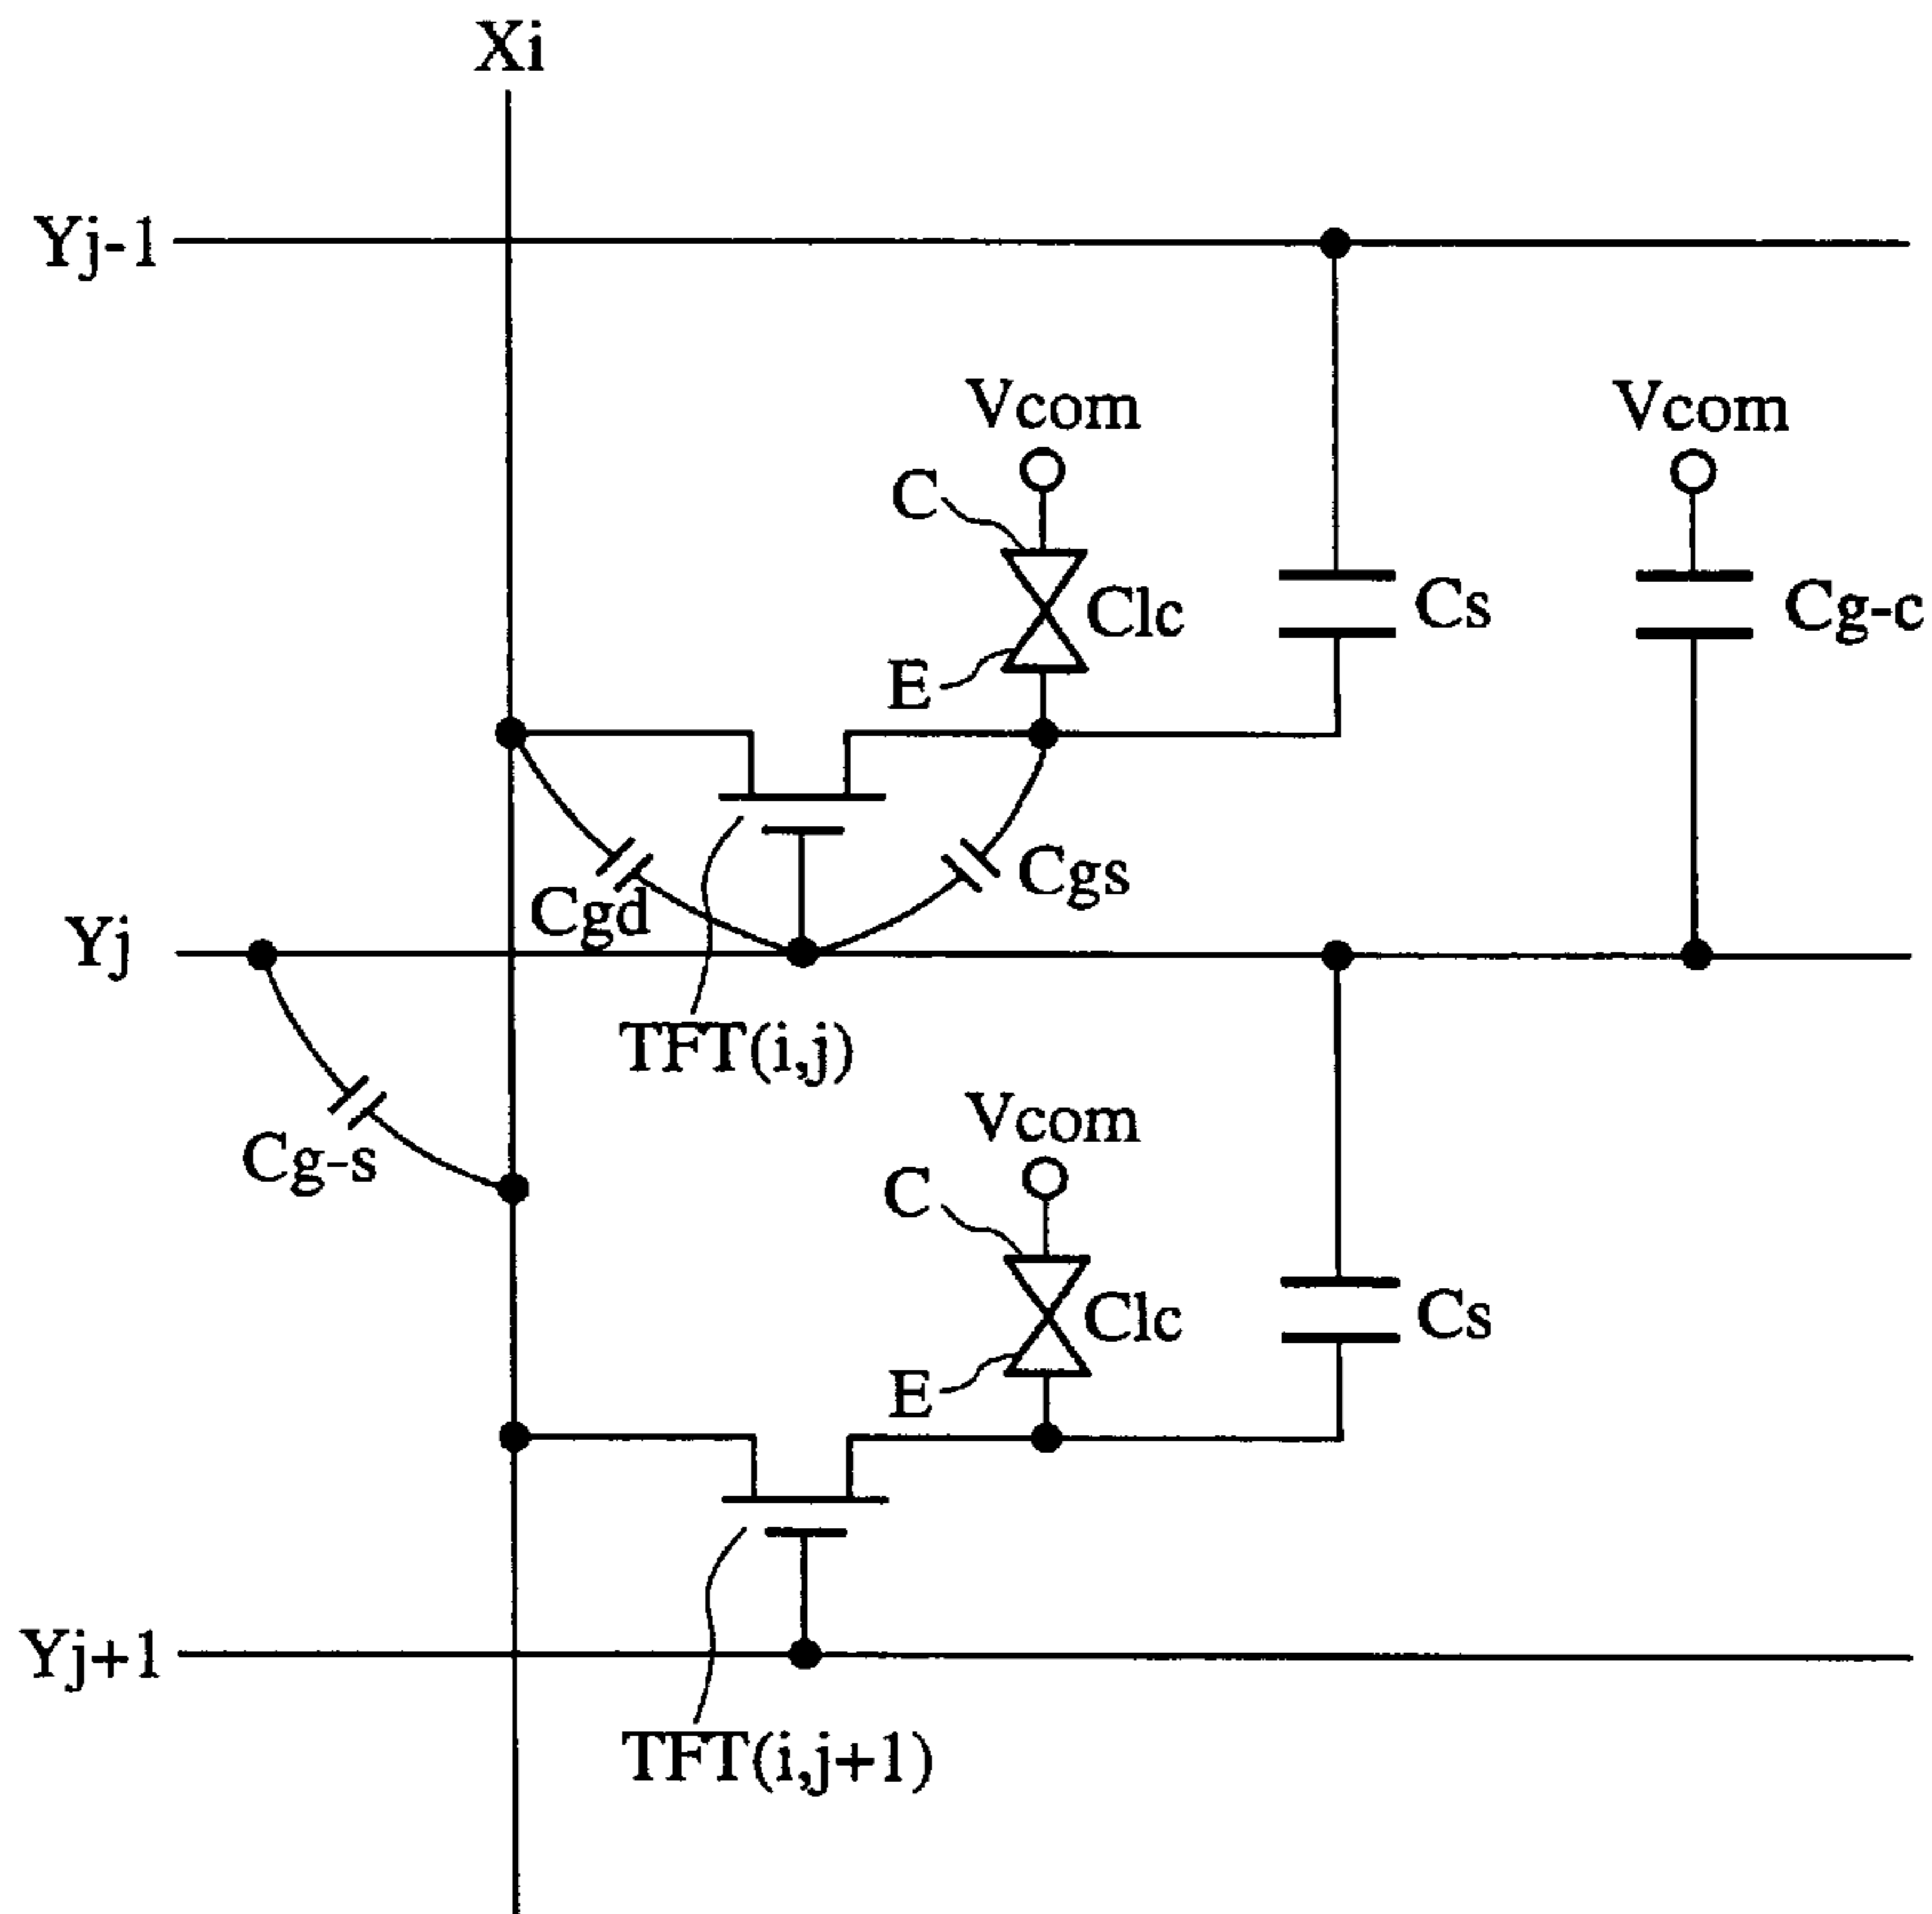 Xi
Yj-1
Vcom
Vcom
C
Clc
Cs
Cg-c
E
Cgs
Cgd
Yj
TFT(i,j)
Vcom
Cg-s
C
Clc
Cs
E
Yj+1
TFT(i,j+1)